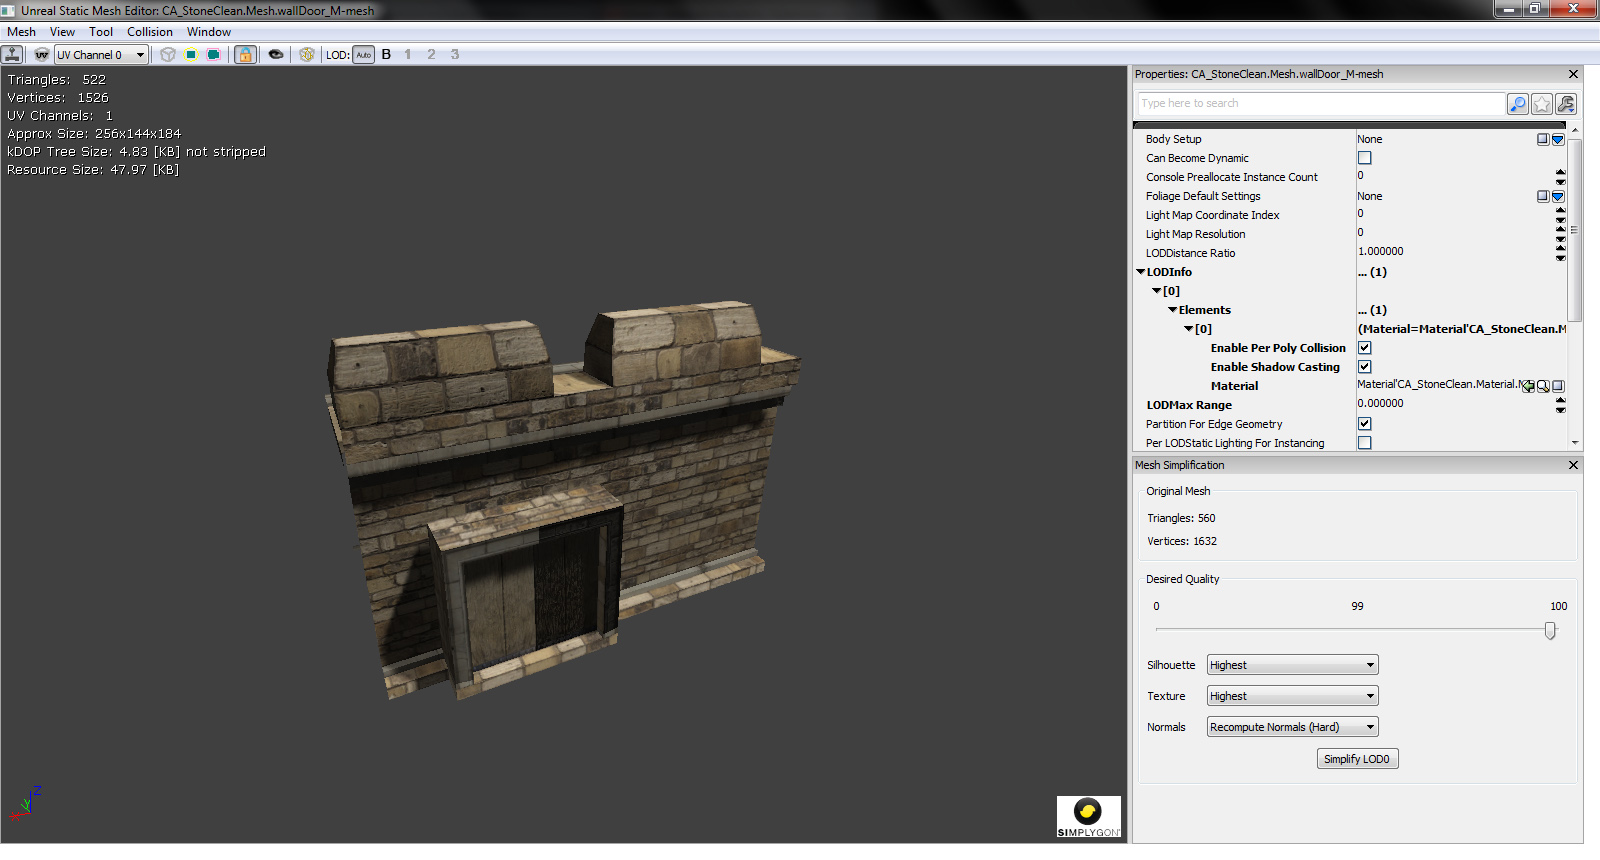 Unreal Static Mesh Editor: CA_StoneClean.Mesh.wallDoor_M-mesh
Mesh View Tool Collision Window
UV UV Channel 0 LOD: Auto B 1 2 3
Triangles: 522
Vertices: 1526
UV Channels: 1
Approx Size: 256x144x184
kDOP Tree Size: 4.83 [KB] not stripped
Resource Size: 47.97 [KB]
Z
SIMPLYGON
Properties: CA_StoneClean.Mesh.wallDoor_M-mesh
Type here to search
Body Setup None
Can Become Dynamic
Console Preallocate Instance Count 0
Foliage Default Settings None
Light Map Coordinate Index 0
Light Map Resolution 0
LODDistance Ratio 1.000000
LODInfo ... (1)
[0]
Elements ... (1)
[0] (Material=Material'CA_StoneClean.M
Enable Per Poly Collision
Enable Shadow Casting
Material Material'CA_StoneClean.Material.M
LODMax Range 0.000000
Partition For Edge Geometry
Per LODStatic Lighting For Instancing
Mesh Simplification
Original Mesh
Triangles: 560
Vertices: 1632
Desired Quality
0 99 100
Silhouette Highest
Texture Highest
Normals Recompute Normals (Hard)
Simplify LOD0